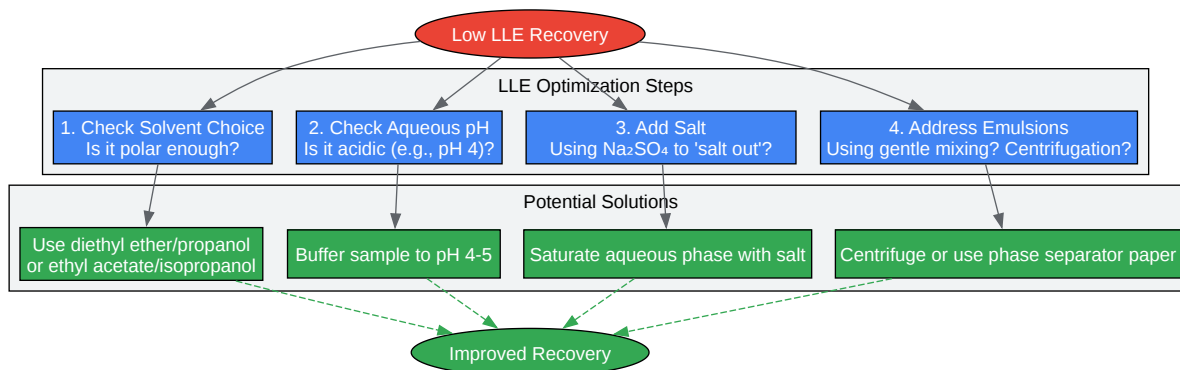 Low LLE Recovery
LLE Optimization Steps
1. Check Solvent Choice
Is it polar enough?
2. Check Aqueous pH
Is it acidic (e.g., pH 4)?
3. Add Salt
Using Na₂SO₄ to 'salt out'?
4. Address Emulsions
Using gentle mixing? Centrifugation?
Potential Solutions
Use diethyl ether/propanol
or ethyl acetate/isopropanol
Buffer sample to pH 4-5
Saturate aqueous phase with salt
Centrifuge or use phase separator paper
Improved Recovery